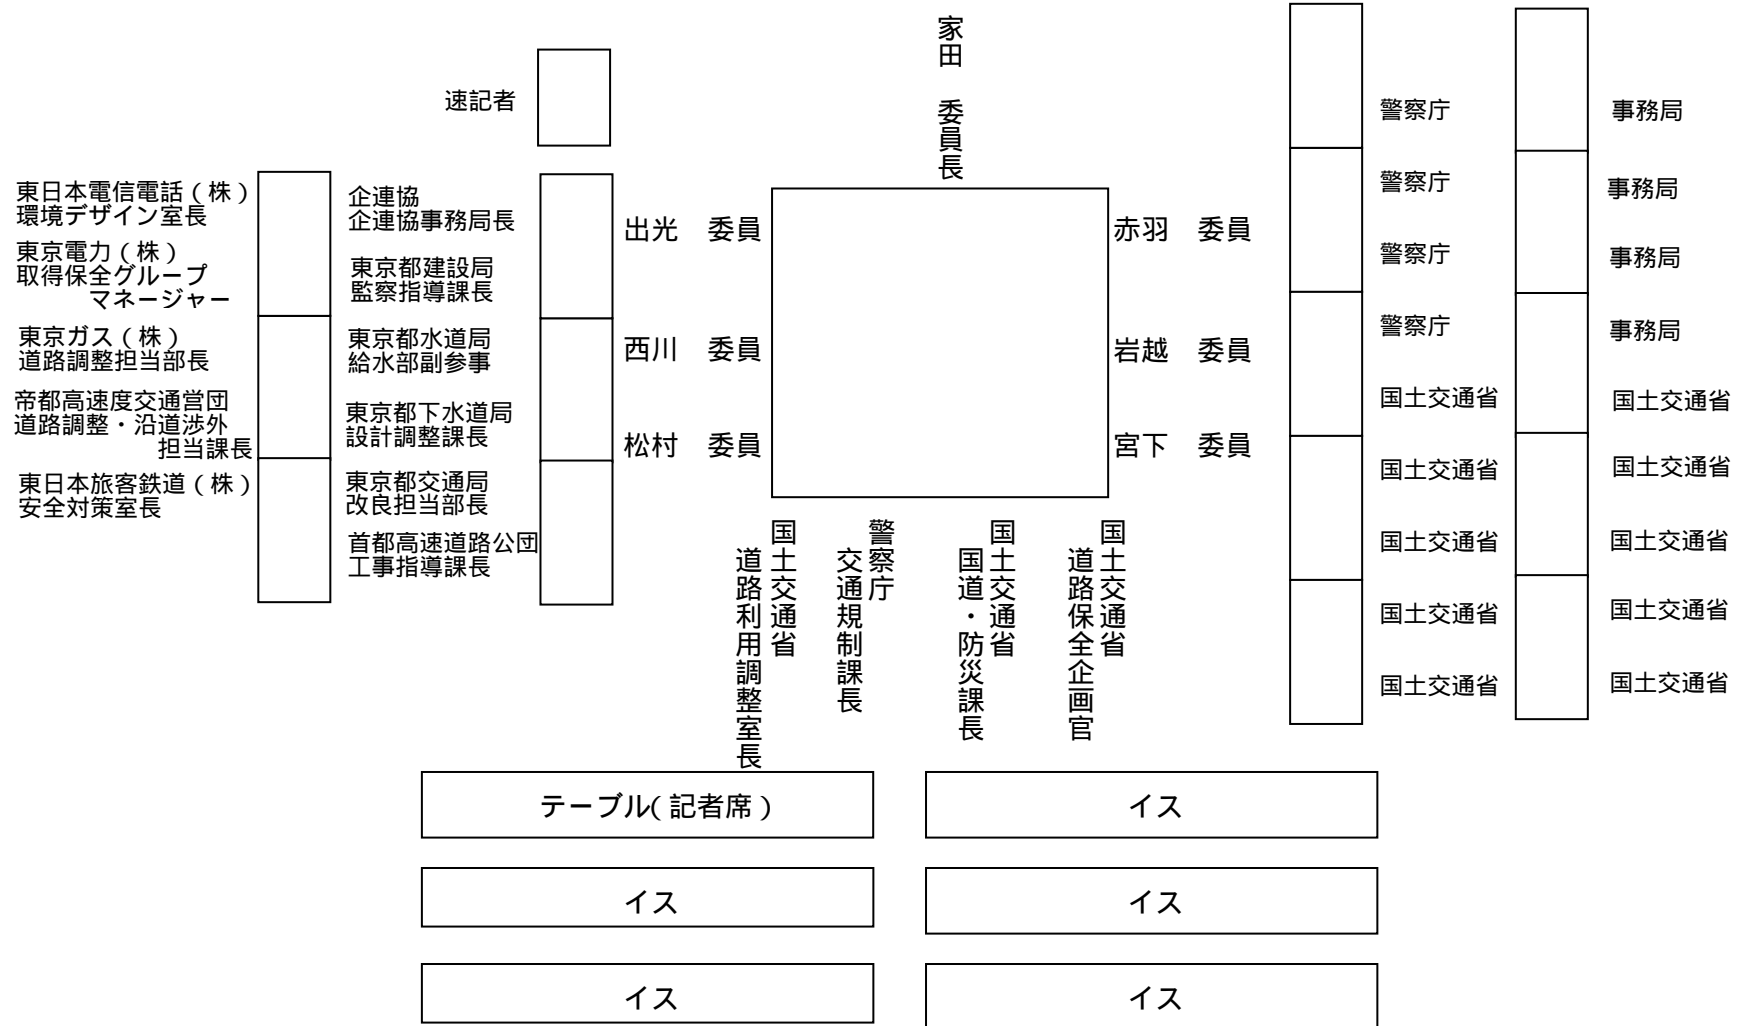 家田　委員長
速記者
東日本電信電話（株）
環境デザイン室長
東京電力（株）
取得保全グループ
マネージャー
東京ガス（株）
道路調整担当部長
帝都高速度交通営団
道路調整・沿道渉外
担当課長
東日本旅客鉄道（株）
安全対策室長
企連協
企連協事務局長
東京都建設局
監察指導課長
東京都水道局
給水部副参事
東京都下水道局
設計調整課長
東京都交通局
改良担当部長
首都高速道路公団
工事指導課長
出光　委員
西川　委員
松村　委員
赤羽　委員
岩越　委員
宮下　委員
国土交通省
道路利用調整室長
警察庁
交通規制課長
国土交通省
国道・防災課長
国土交通省
道路保全企画官
警察庁
警察庁
警察庁
警察庁
国土交通省
国土交通省
国土交通省
国土交通省
国土交通省
事務局
事務局
事務局
事務局
国土交通省
国土交通省
国土交通省
国土交通省
国土交通省
テーブル（記者席）
イス
イス
イス
イス
イス